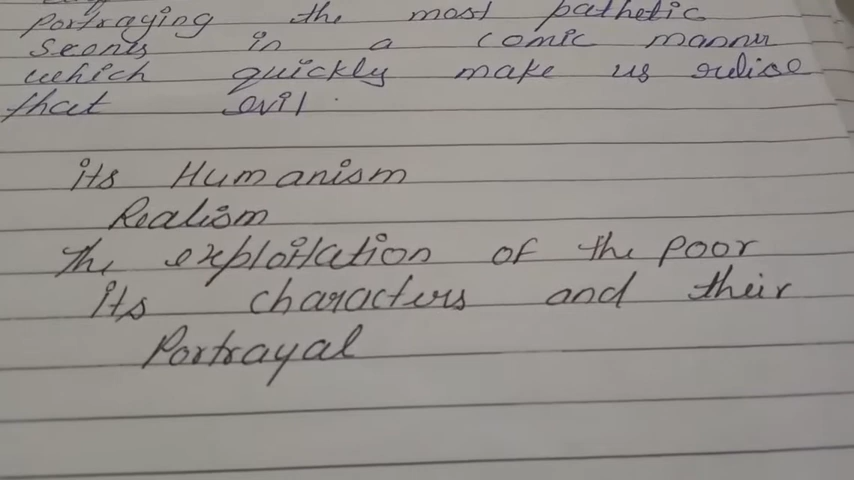 portraying the most pathetic
scenes in a comic manner
which quickly make us relise
that evil.
its Humanism
Realism
the exploitation of the poor
its characters and their
Portrayal